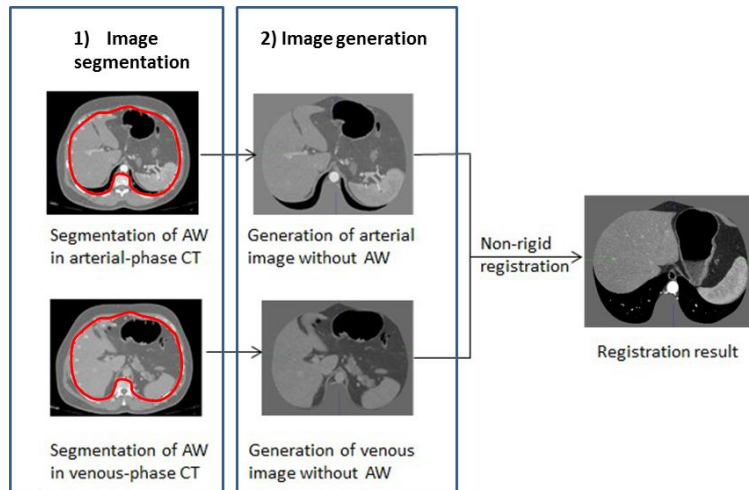 1) Image
segmentation
2) Image generation
Segmentation of AW
in arterial-phase CT
Generation of arterial
image without AW
Non-rigid
registration
Registration result
Segmentation of AW
in venous-phase CT
Generation of venous
image without AW